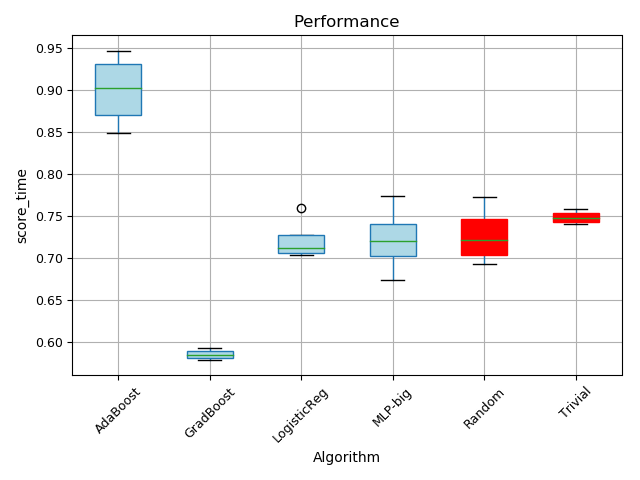 Performance
score_time
0.95
0.90
0.85
0.80
0.75
0.70
0.65
0.60
AdaBoost
GradBoost
LogisticReg
MLP-big
Random
Trivial
Algorithm